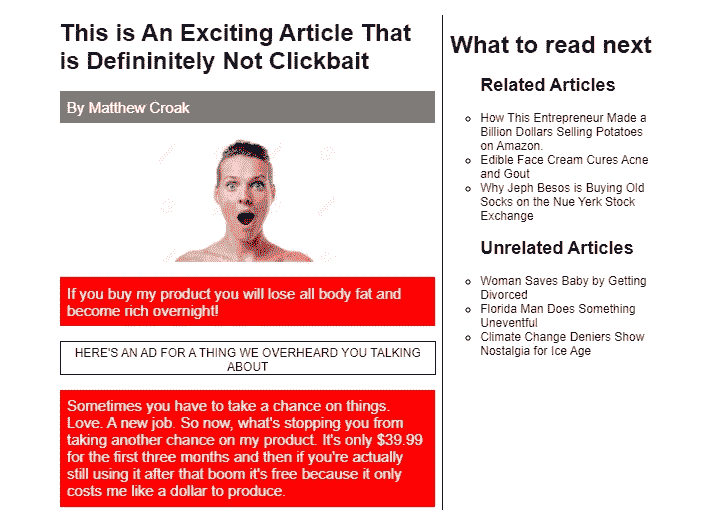 This is An Exciting Article That
is Defininitely Not Clickbait
By Matthew Croak
If you buy my product you will lose all body fat and
become rich overnight!
HERE'S AN AD FOR A THING WE OVERHEARD YOU TALKING
ABOUT
Sometimes you have to take a chance on things.
Love. A new job. So now, what's stopping you from
taking another chance on my product. It's only $39.99
for the first three months and then if you're actually
still using it after that boom it's free because it only
costs me like a dollar to produce.
What to read next
Related Articles
How This Entrepreneur Made a
Billion Dollars Selling Potatoes
on Amazon.
Edible Face Cream Cures Acne
and Gout
Why Jeph Besos is Buying Old
Socks on the Nue Yerk Stock
Exchange
Unrelated Articles
Woman Saves Baby by Getting
Divorced
Florida Man Does Something
Uneventful
Climate Change Deniers Show
Nostalgia for Ice Age